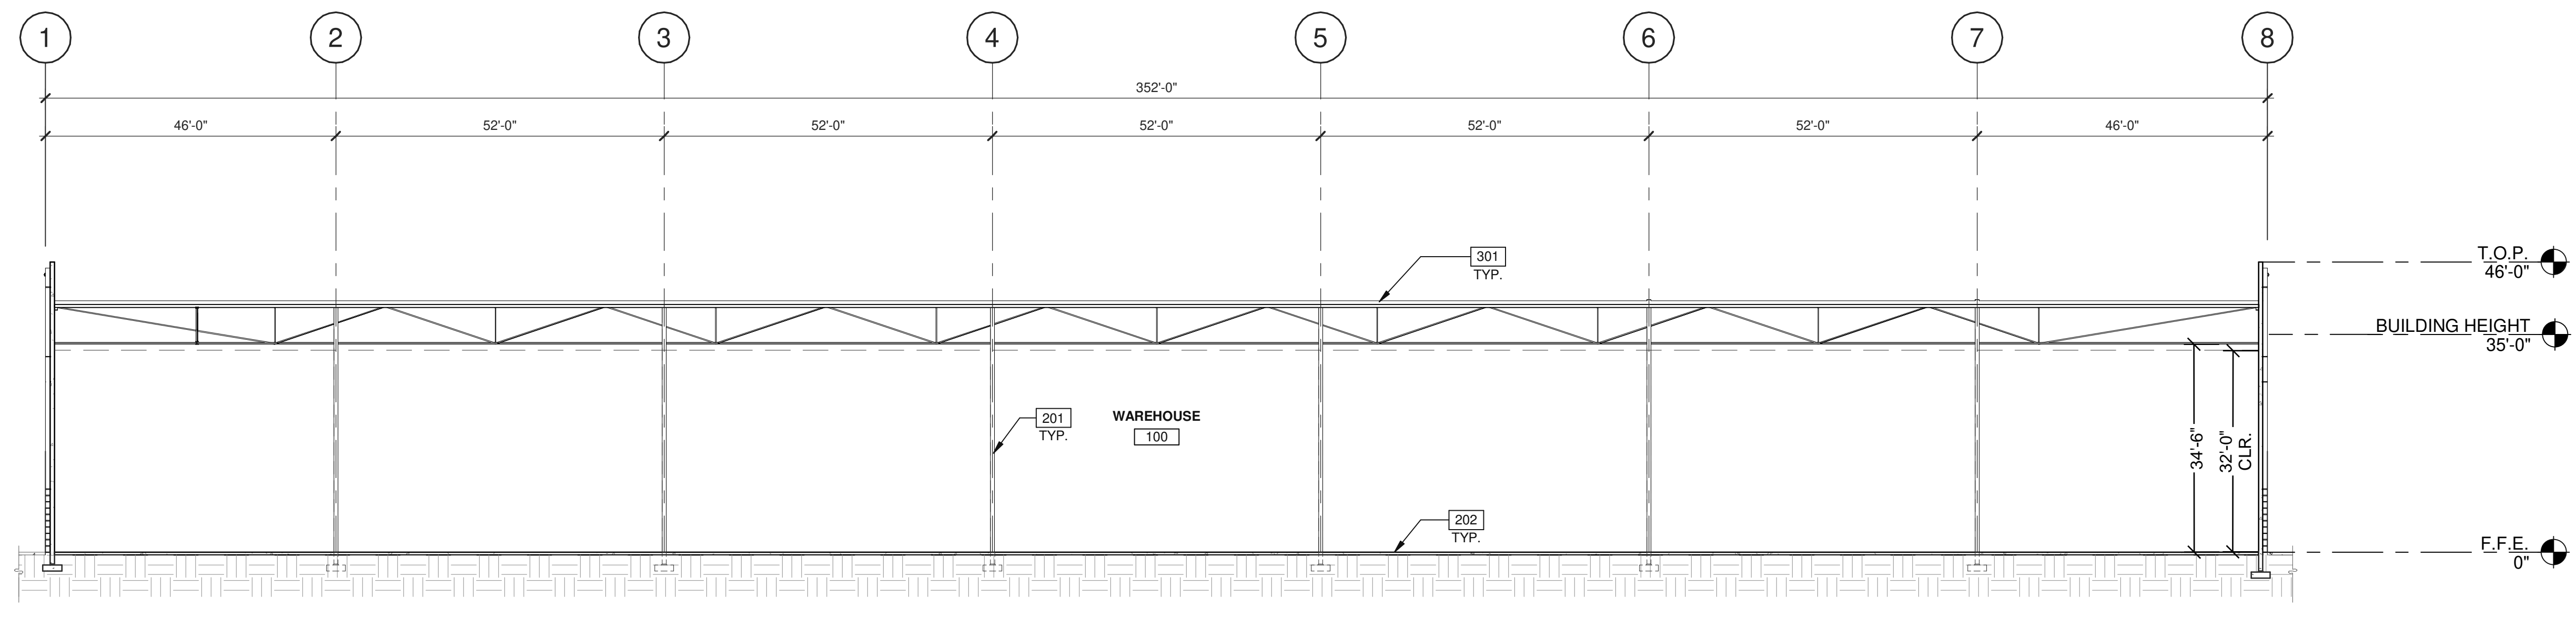 1 2 3 4 5 6 7 8
352'-0"
46'-0" 52'-0" 52'-0" 52'-0" 52'-0" 52'-0" 46'-0"
301
TYP.
T.O.P.
46'-0"
BUILDING HEIGHT
35'-0"
201
TYP.
WAREHOUSE
100
34'-6"
32'-0"
CLR.
202
TYP.
F.F.E.
0"